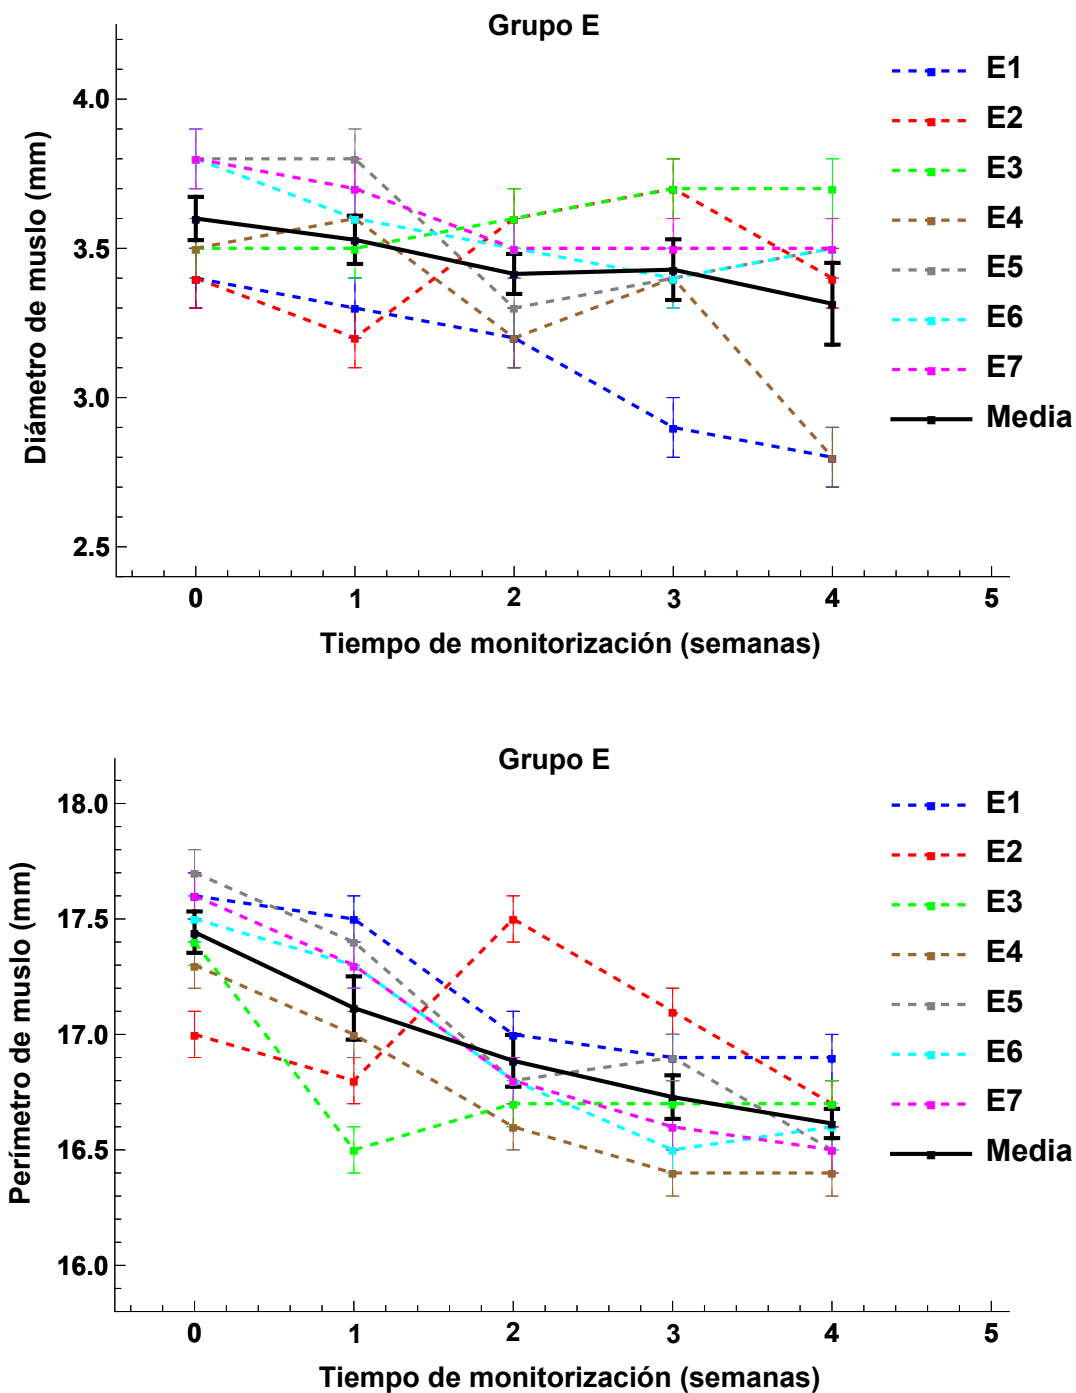 Grupo E
Diámetro de muslo (mm)
4.0
3.5
3.0
2.5
0 1 2 3 4 5
Tiempo de monitorización (semanas)
E1
E2
E3
E4
E5
E6
E7
Media
Grupo E
Perímetro de muslo (mm)
18.0
17.5
17.0
16.5
16.0
0 1 2 3 4 5
Tiempo de monitorización (semanas)
E1
E2
E3
E4
E5
E6
E7
Media